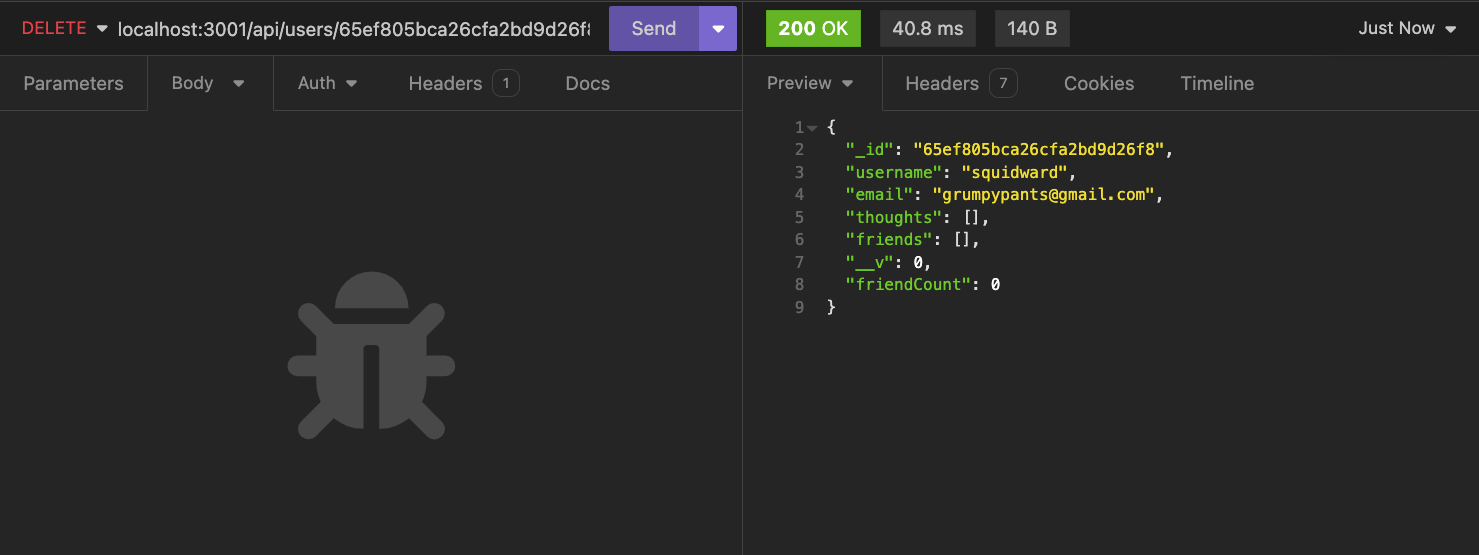 DELETE localhost:3001/api/users/65ef805bca26cfa2bd9d26f8 Send 200 OK 40.8 ms 140 B Just Now
Parameters Body Auth Headers 1 Docs Preview Headers 7 Cookies Timeline
1 {
2 "_id": "65ef805bca26cfa2bd9d26f8",
3 "username": "squidward",
4 "email": "grumpypants@gmail.com",
5 "thoughts": [],
6 "friends": [],
7 "__v": 0,
8 "friendCount": 0
9 }